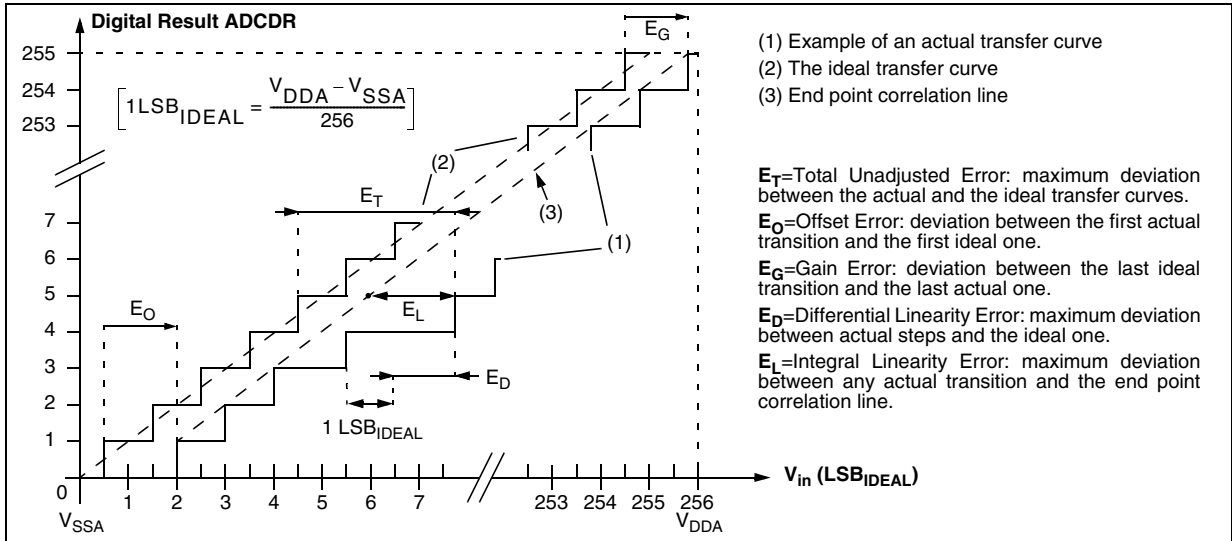 Digital Result ADCDR
E_G
255
254
253
[1LSB_IDEAL = (V_DDA – V_SSA) / 256]
(2)
E_T
(3)
7
6
(1)
5
E_O
E_L
4
3
E_D
2
1 LSB_IDEAL
1
0
1 2 3 4 5 6 7 253 254 255 256
V_in (LSB_IDEAL)
V_SSA
V_DDA
(1) Example of an actual transfer curve
(2) The ideal transfer curve
(3) End point correlation line
E_T=Total Unadjusted Error: maximum deviation
between the actual and the ideal transfer curves.
E_O=Offset Error: deviation between the first actual
transition and the first ideal one.
E_G=Gain Error: deviation between the last ideal
transition and the last actual one.
E_D=Differential Linearity Error: maximum deviation
between actual steps and the ideal one.
E_L=Integral Linearity Error: maximum deviation
between any actual transition and the end point
correlation line.
(1)